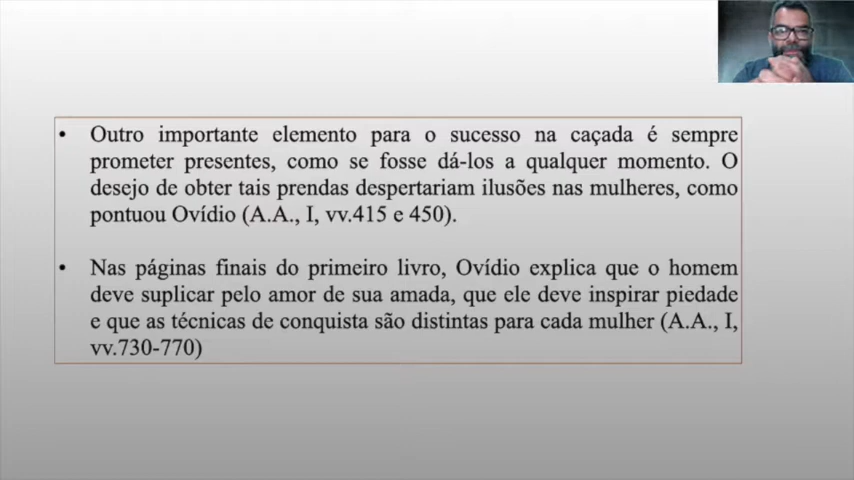 • Outro importante elemento para o sucesso na caçada é sempre
prometer presentes, como se fosse dá-los a qualquer momento. O
desejo de obter tais prendas despertariam ilusões nas mulheres, como
pontuou Ovídio (A.A., I, vv.415 e 450).
• Nas páginas finais do primeiro livro, Ovídio explica que o homem
deve suplicar pelo amor de sua amada, que ele deve inspirar piedade
e que as técnicas de conquista são distintas para cada mulher (A.A., I,
vv.730-770)